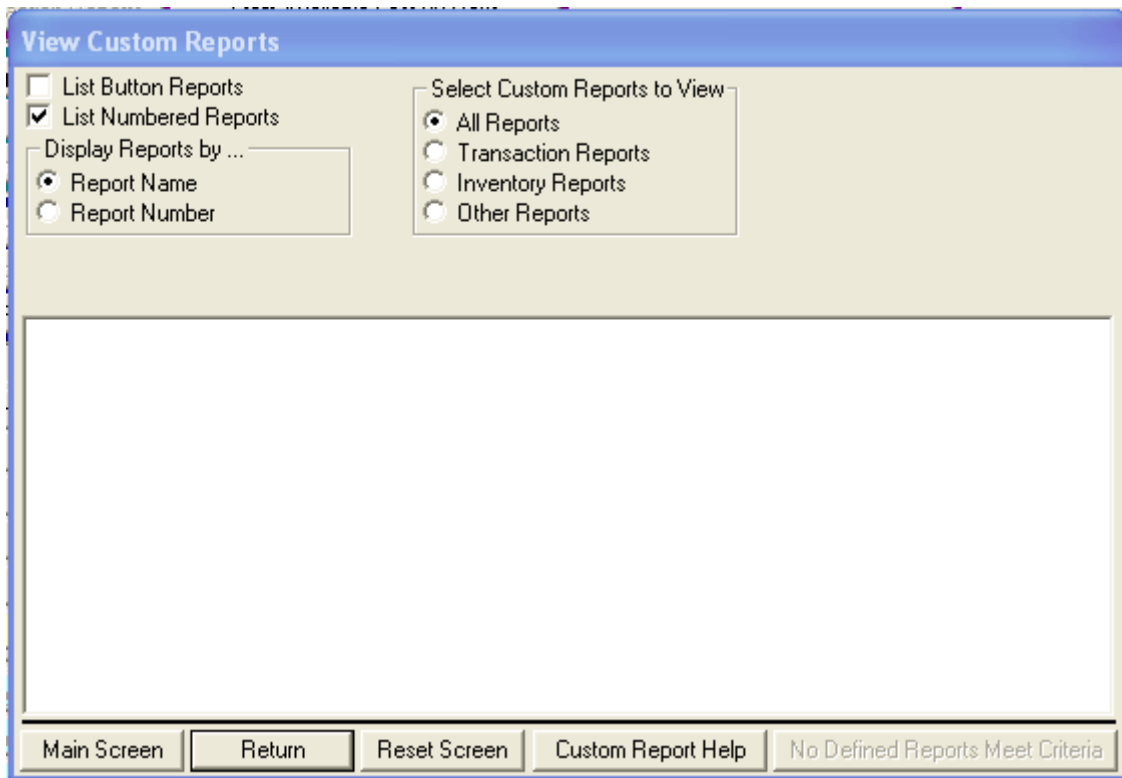 View Custom Reports
List Button Reports
List Numbered Reports
Display Reports by ...
Report Name
Report Number
Select Custom Reports to View
All Reports
Transaction Reports
Inventory Reports
Other Reports
Main Screen
Return
Reset Screen
Custom Report Help
No Defined Reports Meet Criteria